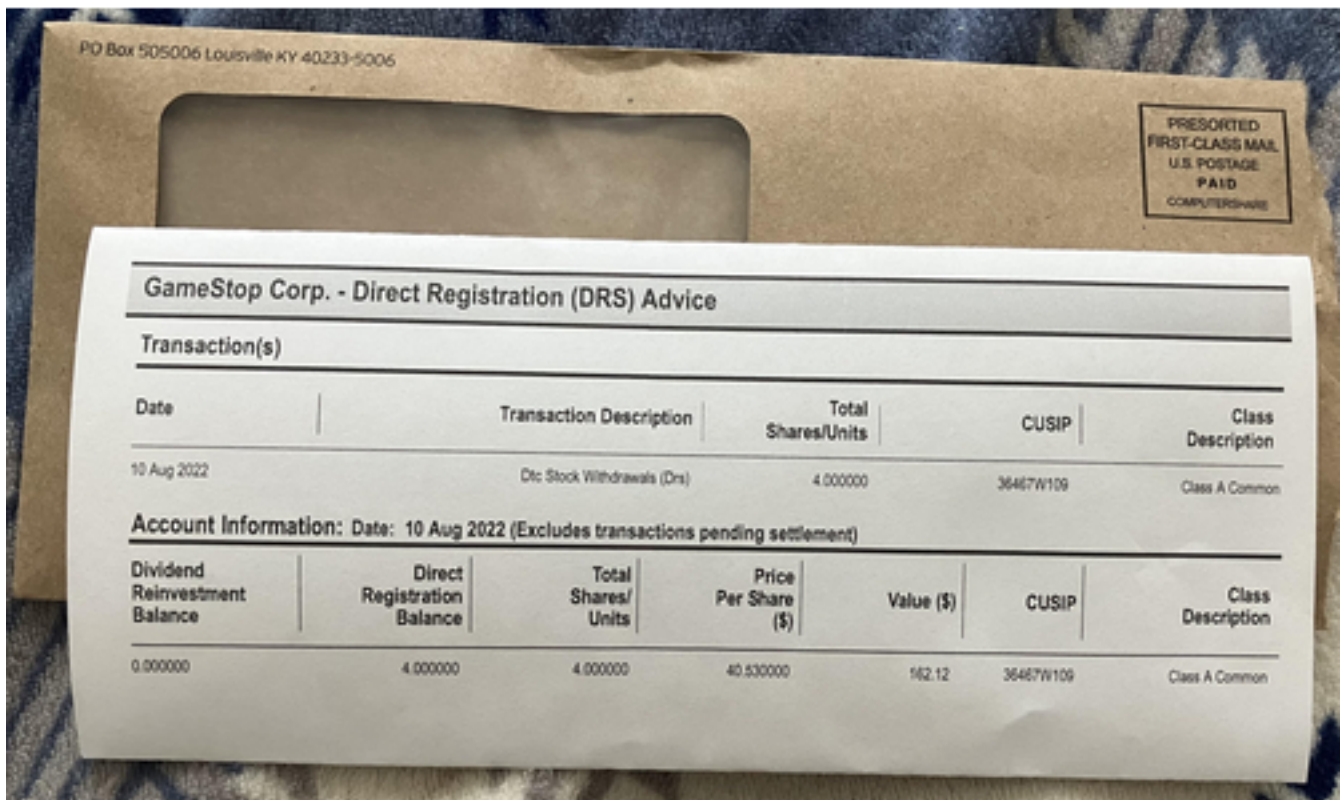 PO Box 505006 Louisville KY 40233-5006
PRESORTED
FIRST-CLASS MAIL
U.S. POSTAGE
PAID
COMPUTERSHARE
GameStop Corp. - Direct Registration (DRS) Advice
Transaction(s)
Date Transaction Description Total Shares/Units CUSIP Class Description
10 Aug 2022 Dtc Stock Withdrawals (Drs) 4.000000 36467W109 Class A Common
Account Information: Date: 10 Aug 2022 (Excludes transactions pending settlement)
Dividend Reinvestment Balance Direct Registration Balance Total Shares/ Units Price Per Share ($) Value ($) CUSIP Class Description
0.000000 4.000000 4.000000 40.530000 162.12 36467W109 Class A Common